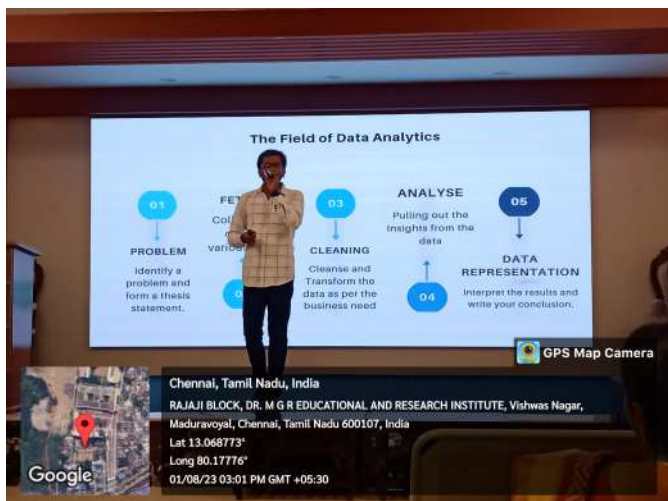 The Field of Data Analytics
01
PROBLEM
Identify a
problem and
form a thesis
statement.
03
CLEANING
Cleanse and
Transform the
data as per the
business need
ANALYSE
Pulling out the
insights from the
data
04
05
DATA
REPRESENTATION
Interpret the results and
write your conclusion.
GPS Map Camera
Google
Chennai, Tamil Nadu, India
RAJAJI BLOCK, DR. M G R EDUCATIONAL AND RESEARCH INSTITUTE, Vishwas Nagar,
Maduravoyal, Chennai, Tamil Nadu 600107, India
Lat 13.068773°
Long 80.17776°
01/08/23 03:01 PM GMT +05:30